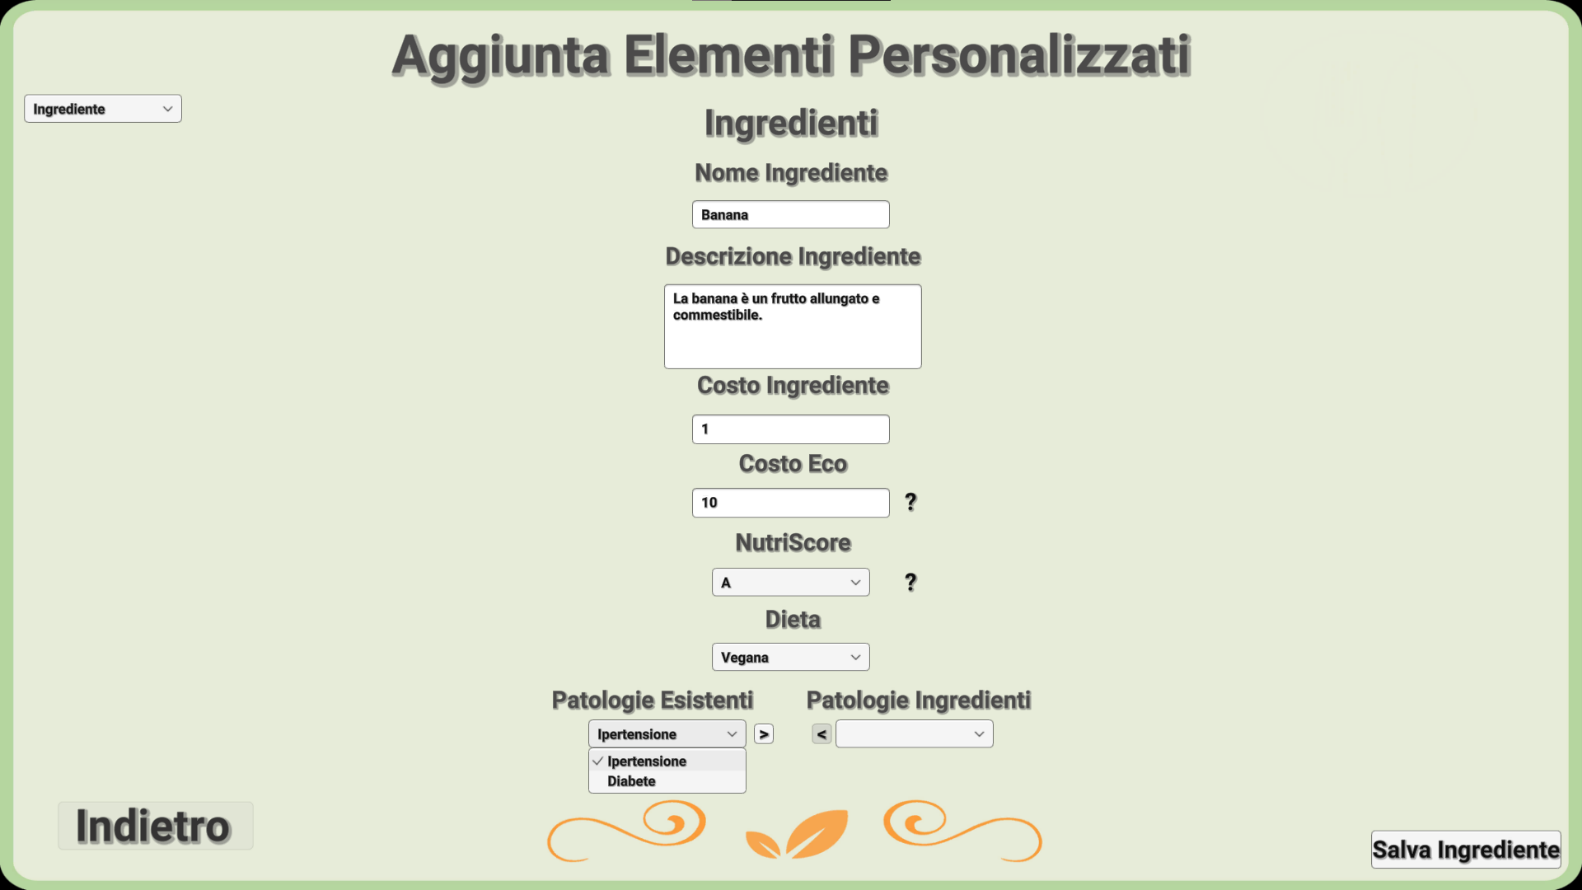 Aggiunta Elementi Personalizzati
Ingrediente
Ingredienti
Nome Ingrediente
Banana
Descrizione Ingrediente
La banana è un frutto allungato e
commestibile.
Costo Ingrediente
1
Costo Eco
10 ?
NutriScore
A ?
Dieta
Vegana
Patologie Esistenti Patologie Ingredienti
Ipertensione > <
Ipertensione
Diabete
Indietro
Salva Ingrediente